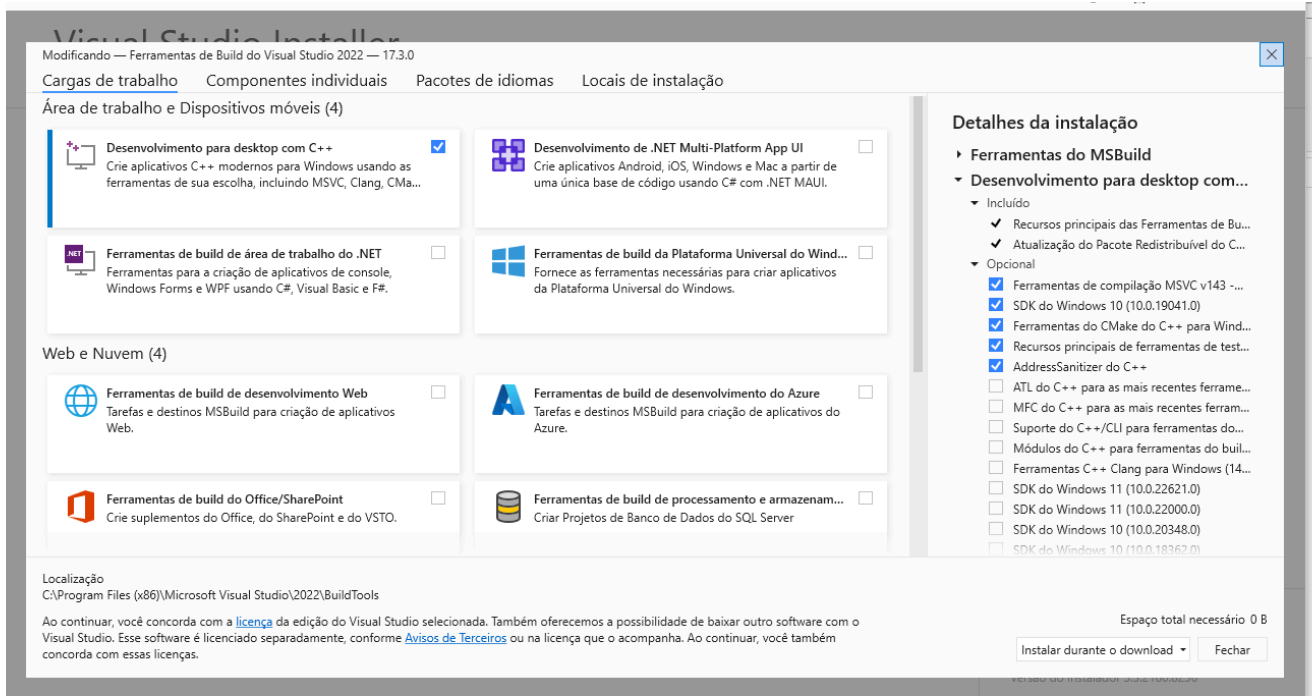 Visual Studio Installer
Modificando — Ferramentas de Build do Visual Studio 2022 — 17.3.0
Cargas de trabalho Componentes individuais Pacotes de idiomas Locais de instalação
Área de trabalho e Dispositivos móveis (4)
Desenvolvimento para desktop com C++
Crie aplicativos C++ modernos para Windows usando as
ferramentas de sua escolha, incluindo MSVC, Clang, CMa...
Desenvolvimento de .NET Multi-Platform App UI
Crie aplicativos Android, iOS, Windows e Mac a partir de
uma única base de código usando C# com .NET MAUI.
.NET
Ferramentas de build de área de trabalho do .NET
Ferramentas para a criação de aplicativos de console,
Windows Forms e WPF usando C#, Visual Basic e F#.
Ferramentas de build da Plataforma Universal do Wind...
Fornece as ferramentas necessárias para criar aplicativos
da Plataforma Universal do Windows.
Web e Nuvem (4)
Ferramentas de build de desenvolvimento Web
Tarefas e destinos MSBuild para criação de aplicativos
Web.
Ferramentas de build de desenvolvimento do Azure
Tarefas e destinos MSBuild para criação de aplicativos do
Azure.
Ferramentas de build do Office/SharePoint
Crie suplementos do Office, do SharePoint e do VSTO.
Ferramentas de build de processamento e armazenam...
Criar Projetos de Banco de Dados do SQL Server
Detalhes da instalação
Ferramentas do MSBuild
Desenvolvimento para desktop com...
Incluído
Recursos principais das Ferramentas de Bu...
Atualização do Pacote Redistribuível do C...
Opcional
Ferramentas de compilação MSVC v143 -...
SDK do Windows 10 (10.0.19041.0)
Ferramentas do CMake do C++ para Wind...
Recursos principais de ferramentas de test...
AddressSanitizer do C++
ATL do C++ para as mais recentes ferrame...
MFC do C++ para as mais recentes ferram...
Suporte do C++/CLI para ferramentas do...
Módulos do C++ para ferramentas do buil...
Ferramentas C++ Clang para Windows (14...
SDK do Windows 11 (10.0.22621.0)
SDK do Windows 11 (10.0.22000.0)
SDK do Windows 10 (10.0.20348.0)
SDK do Windows 10 (10.0.18362.0)
Localização
C:\Program Files (x86)\Microsoft Visual Studio\2022\BuildTools
Ao continuar, você concorda com a licença da edição do Visual Studio selecionada. Também oferecemos a possibilidade de baixar outro software com o
Visual Studio. Esse software é licenciado separadamente, conforme Avisos de Terceiros ou na licença que o acompanha. Ao continuar, você também
concorda com essas licenças.
Espaço total necessário 0 B
Instalar durante o download Fechar